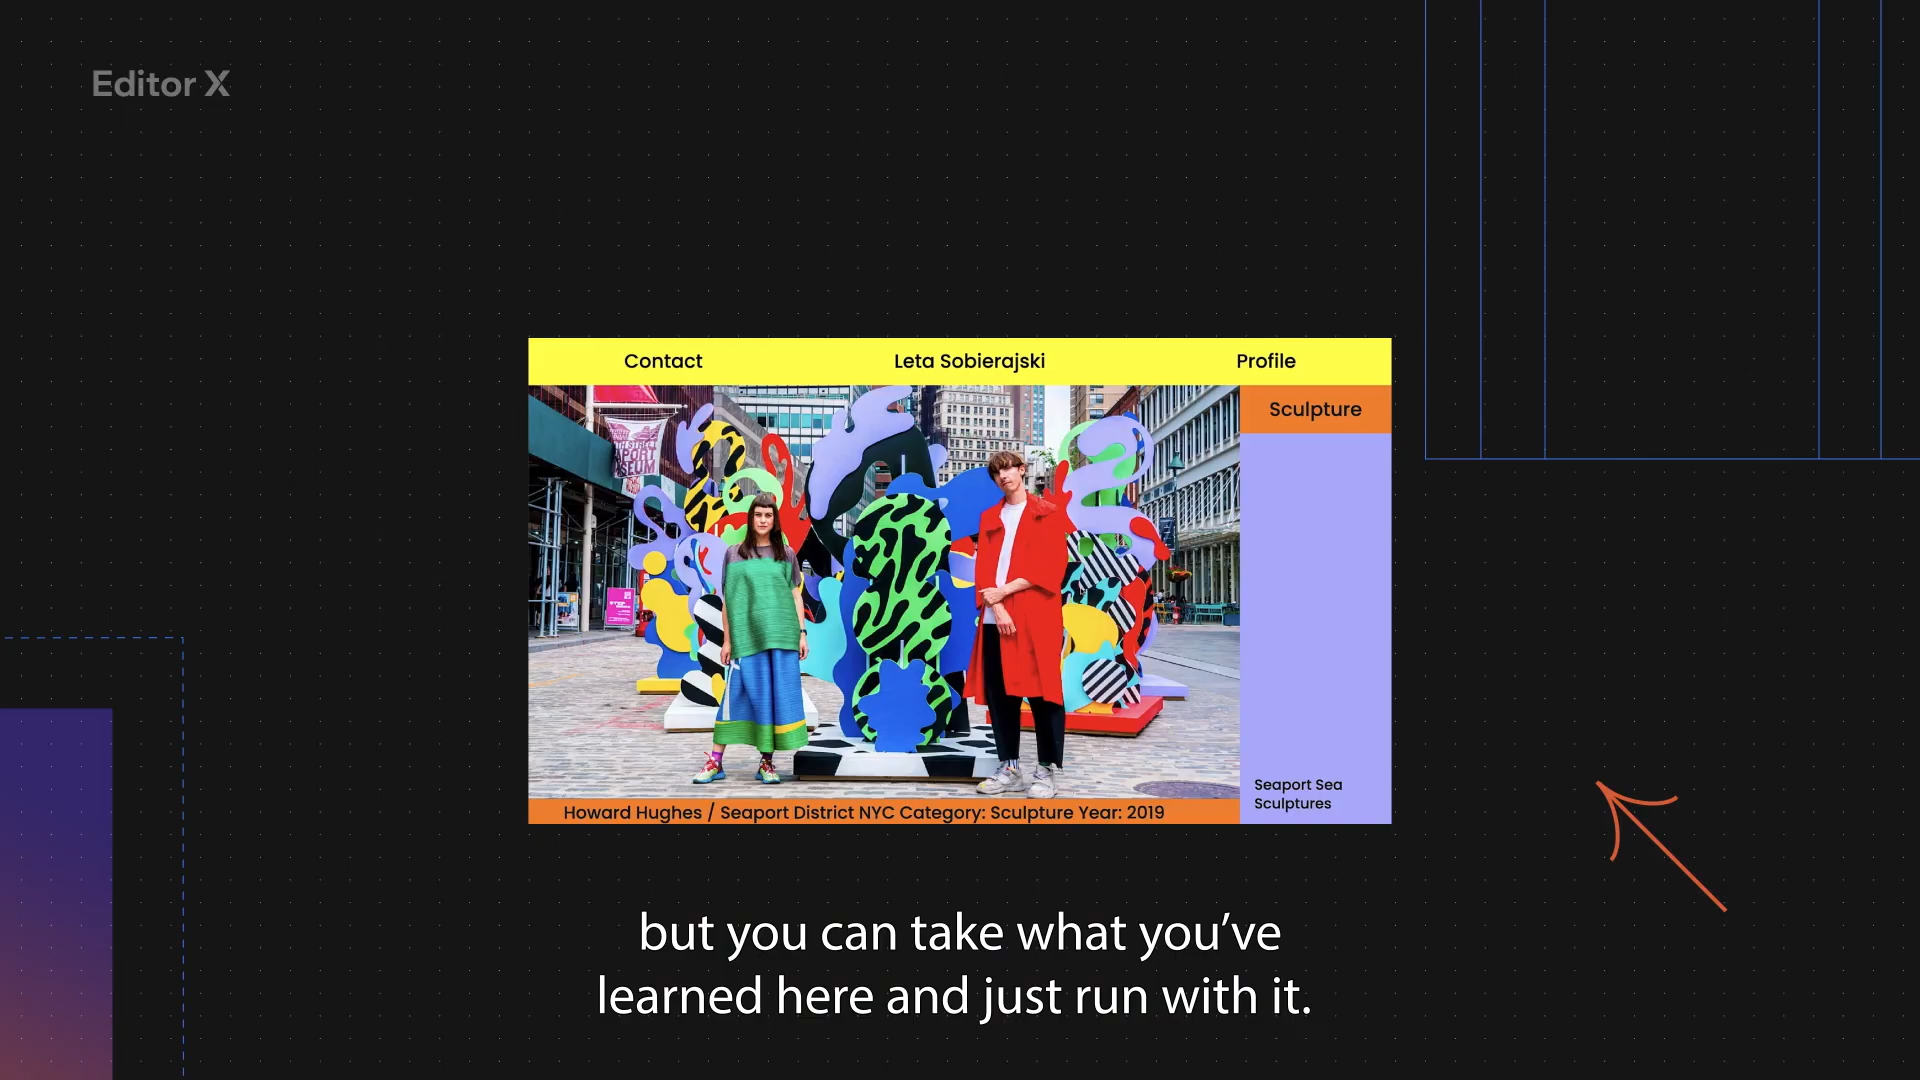 Editor X
Contact Leta Sobierajski Profile
Sculpture
Seaport Sea
Sculptures
Howard Hughes / Seaport District NYC Category: Sculpture Year: 2019
but you can take what you’ve
learned here and just run with it.